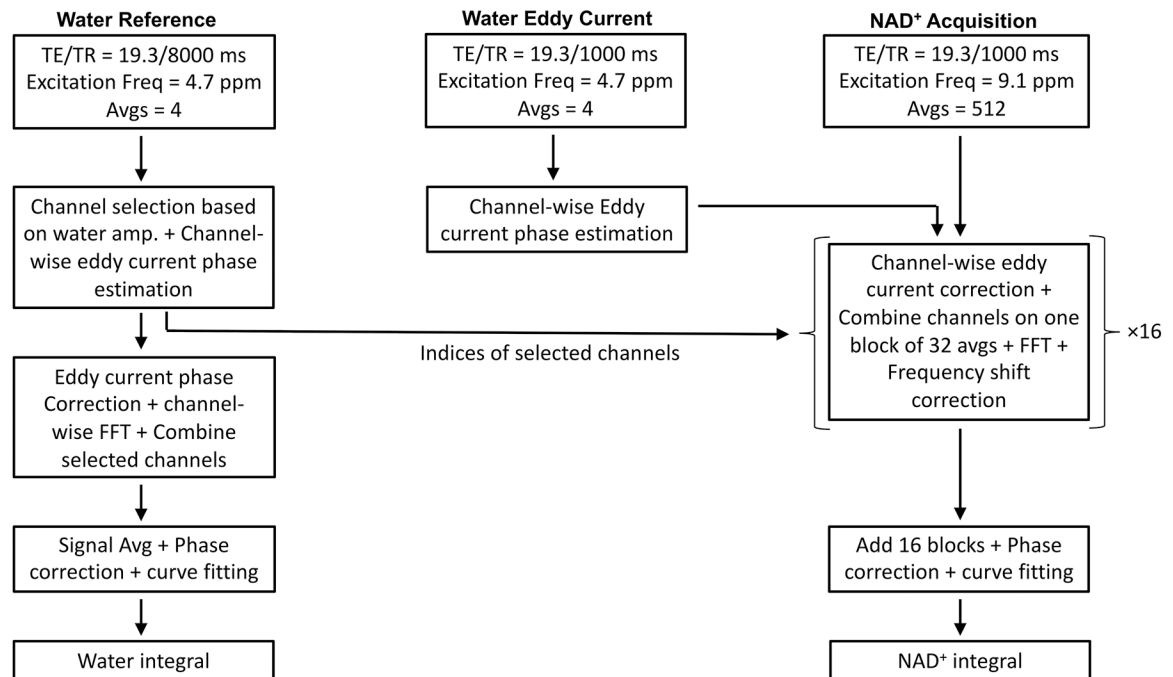 Water Reference
TE/TR = 19.3/8000 ms
Excitation Freq = 4.7 ppm
Avgs = 4
Channel selection based
on water amp. + Channel-
wise eddy current phase
estimation
Eddy current phase
Correction + channel-
wise FFT + Combine
selected channels
Signal Avg + Phase
correction + curve fitting
Water integral
Water Eddy Current
TE/TR = 19.3/1000 ms
Excitation Freq = 4.7 ppm
Avgs = 4
Channel-wise Eddy
current phase estimation
Indices of selected channels
NAD⁺ Acquisition
TE/TR = 19.3/1000 ms
Excitation Freq = 9.1 ppm
Avgs = 512
Channel-wise eddy
current correction +
Combine channels on one
block of 32 avgs + FFT +
Frequency shift
correction
×16
Add 16 blocks + Phase
correction + curve fitting
NAD⁺ integral